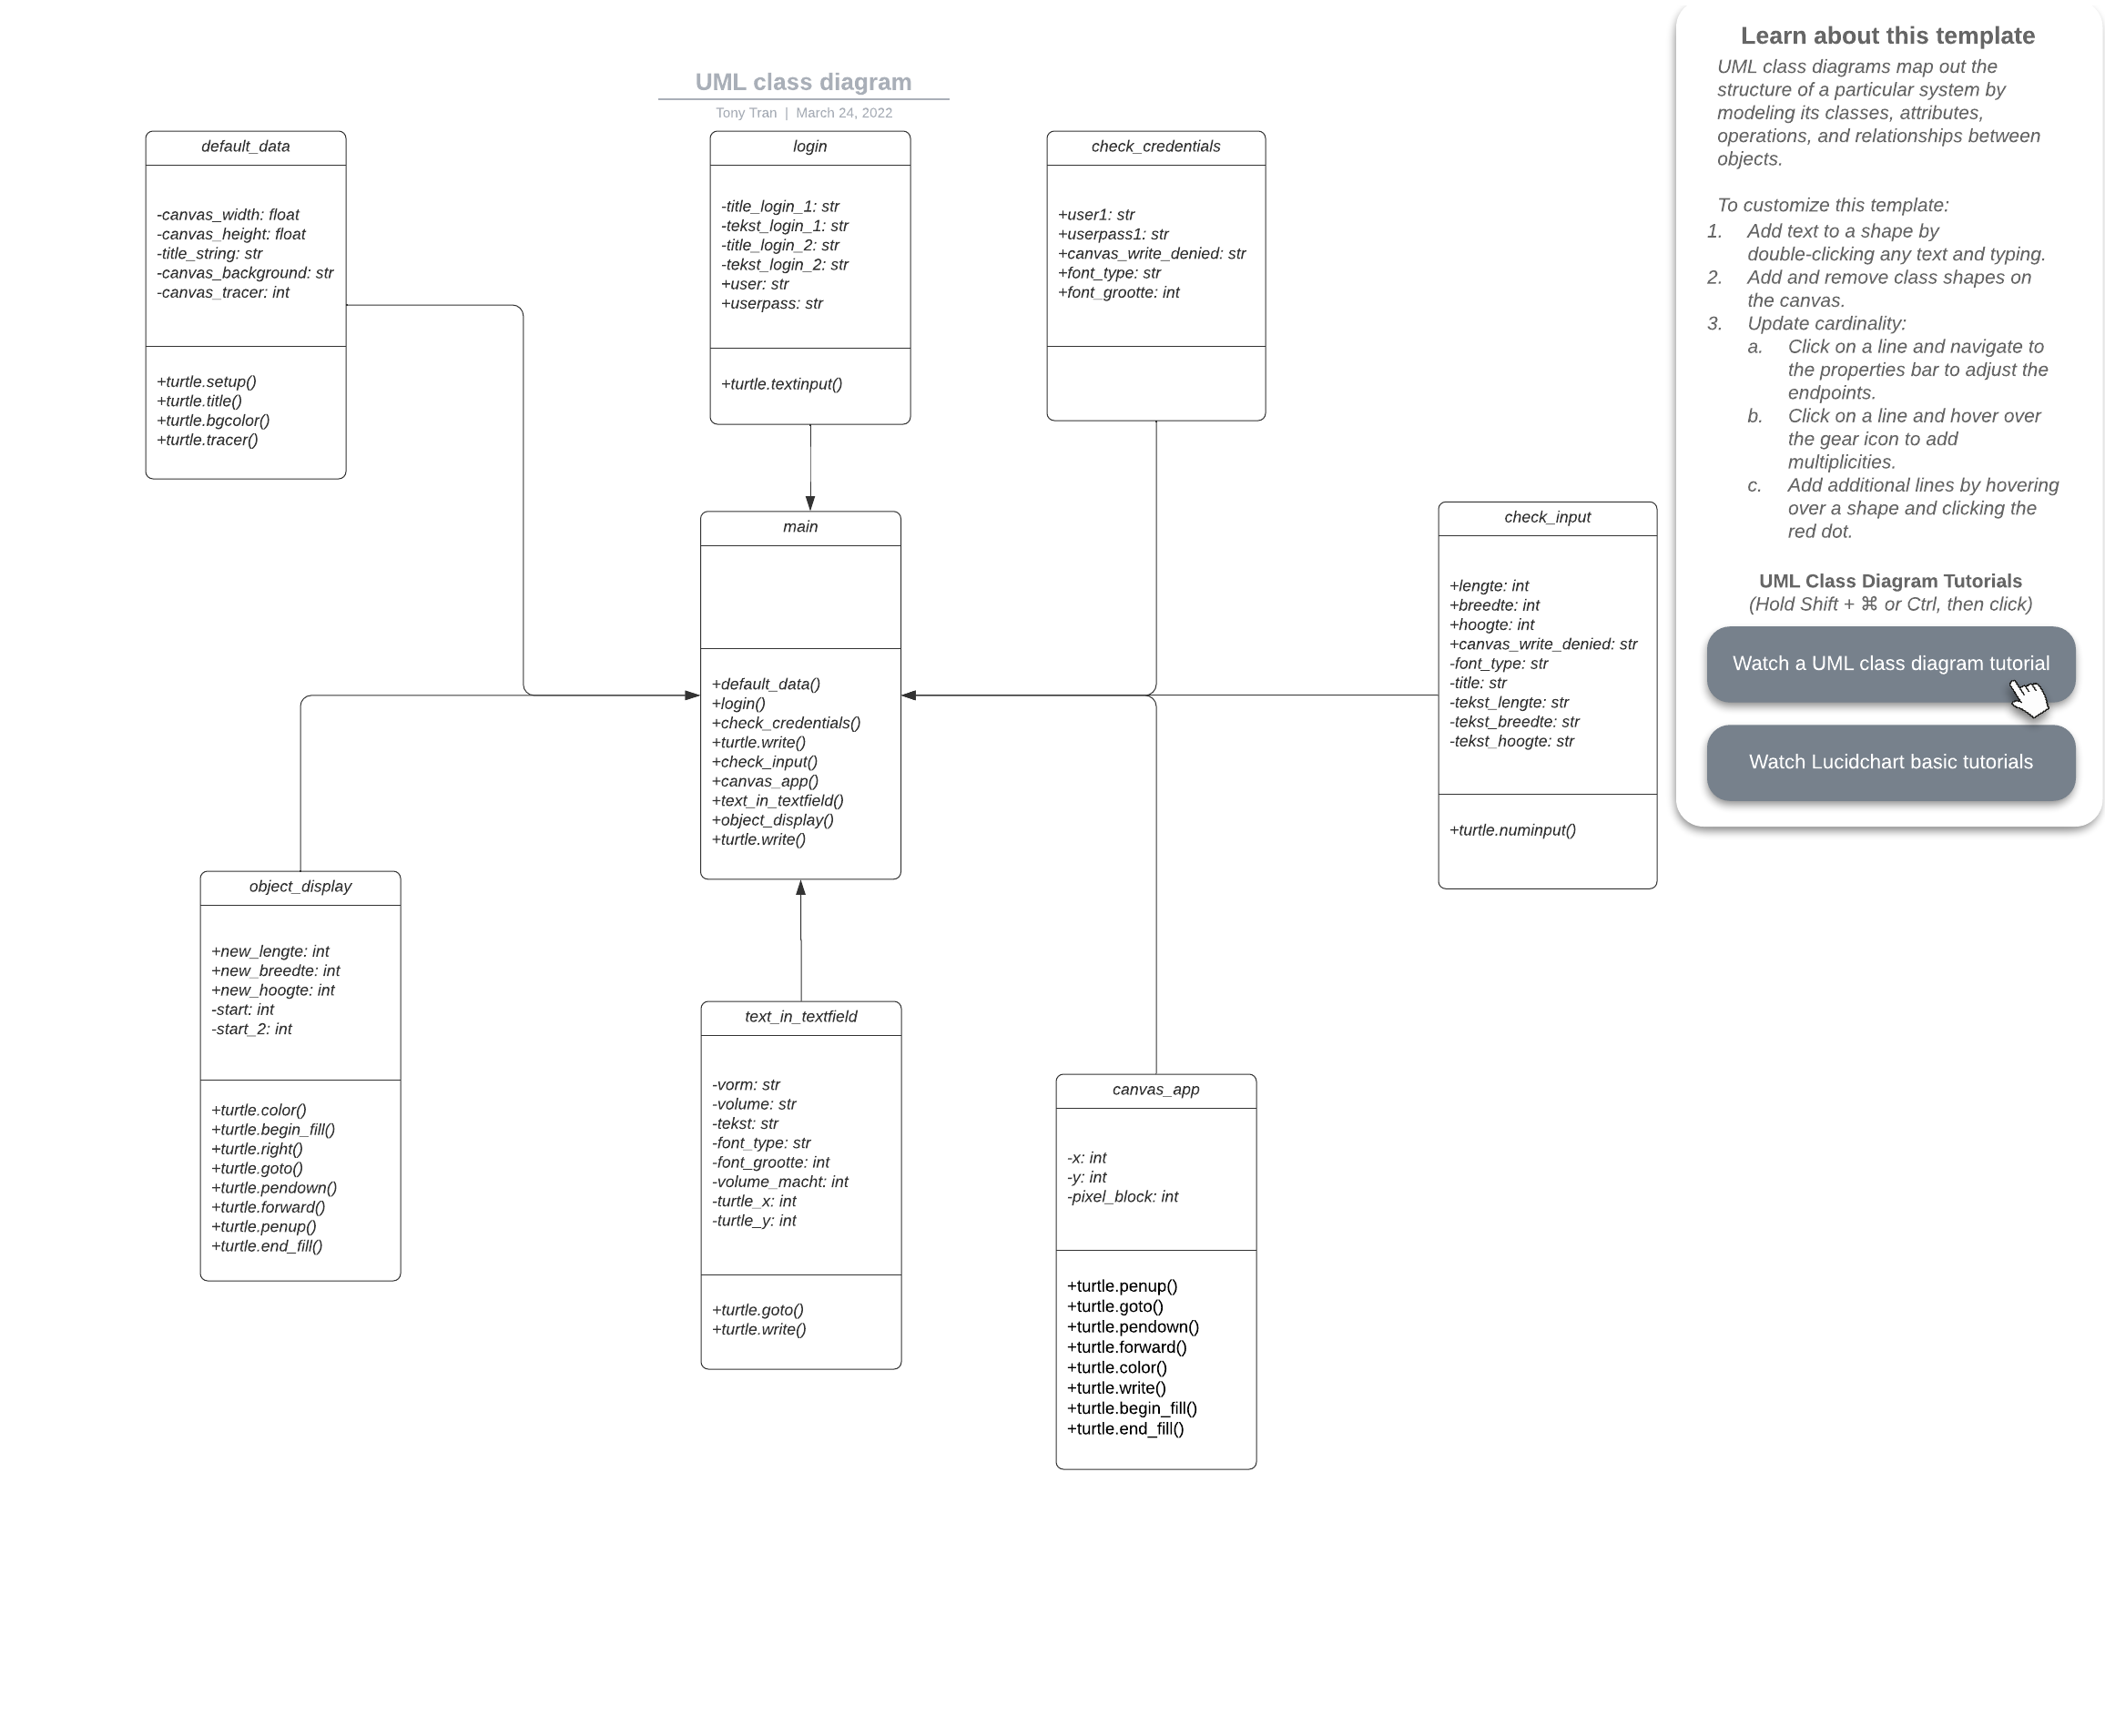 UML class diagram
Tony Tran | March 24, 2022
default_data
-canvas_width: float
-canvas_height: float
-title_string: str
-canvas_background: str
-canvas_tracer: int
+turtle.setup()
+turtle.title()
+turtle.bgcolor()
+turtle.tracer()
login
-title_login_1: str
-tekst_login_1: str
-title_login_2: str
-tekst_login_2: str
+user: str
+userpass: str
+turtle.textinput()
check_credentials
+user1: str
+userpass1: str
+canvas_write_denied: str
+font_type: str
+font_grootte: int
main
+default_data()
+login()
+check_credentials()
+turtle.write()
+check_input()
+canvas_app()
+text_in_textfield()
+object_display()
+turtle.write()
check_input
+lengte: int
+breedte: int
+hoogte: int
+canvas_write_denied: str
-font_type: str
-title: str
-tekst_lengte: str
-tekst_breedte: str
-tekst_hoogte: str
+turtle.numinput()
object_display
+new_lengte: int
+new_breedte: int
+new_hoogte: int
-start: int
-start_2: int
+turtle.color()
+turtle.begin_fill()
+turtle.right()
+turtle.goto()
+turtle.pendown()
+turtle.forward()
+turtle.penup()
+turtle.end_fill()
text_in_textfield
-vorm: str
-volume: str
-tekst: str
-font_type: str
-font_grootte: int
-volume_macht: int
-turtle_x: int
-turtle_y: int
+turtle.goto()
+turtle.write()
canvas_app
-x: int
-y: int
-pixel_block: int
+turtle.penup()
+turtle.goto()
+turtle.pendown()
+turtle.forward()
+turtle.color()
+turtle.write()
+turtle.begin_fill()
+turtle.end_fill()
Learn about this template
UML class diagrams map out the
structure of a particular system by
modeling its classes, attributes,
operations, and relationships between
objects.
To customize this template:
1. Add text to a shape by
double-clicking any text and typing.
2. Add and remove class shapes on
the canvas.
3. Update cardinality:
a. Click on a line and navigate to
the properties bar to adjust the
endpoints.
b. Click on a line and hover over
the gear icon to add
multiplicities.
c. Add additional lines by hovering
over a shape and clicking the
red dot.
UML Class Diagram Tutorials
(Hold Shift + ⌘ or Ctrl, then click)
Watch a UML class diagram tutorial
Watch Lucidchart basic tutorials